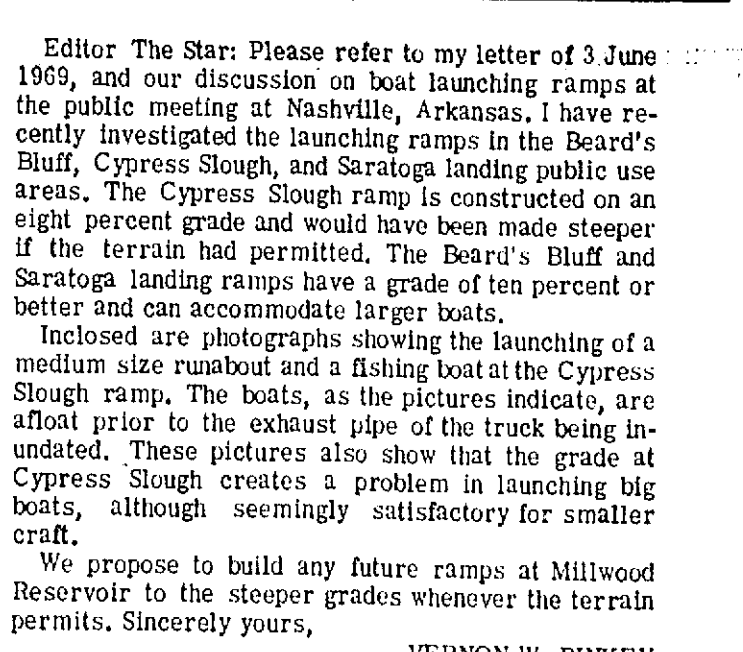 Editor The Star: Please refer to my letter of 3 June
1969, and our discussion on boat launching ramps at
the public meeting at Nashville, Arkansas. I have re-
cently investigated the launching ramps in the Beard's
Bluff, Cypress Slough, and Saratoga landing public use
areas. The Cypress Slough ramp is constructed on an
eight percent grade and would have been made steeper
if the terrain had permitted. The Beard's Bluff and
Saratoga landing ramps have a grade of ten percent or
better and can accommodate larger boats.
Inclosed are photographs showing the launching of a
medium size runabout and a fishing boat at the Cypress
Slough ramp. The boats, as the pictures indicate, are
afloat prior to the exhaust pipe of the truck being in-
undated. These pictures also show that the grade at
Cypress Slough creates a problem in launching big
boats, although seemingly satisfactory for smaller
craft.
We propose to build any future ramps at Millwood
Reservoir to the steeper grades whenever the terrain
permits. Sincerely yours,
VERNON W.